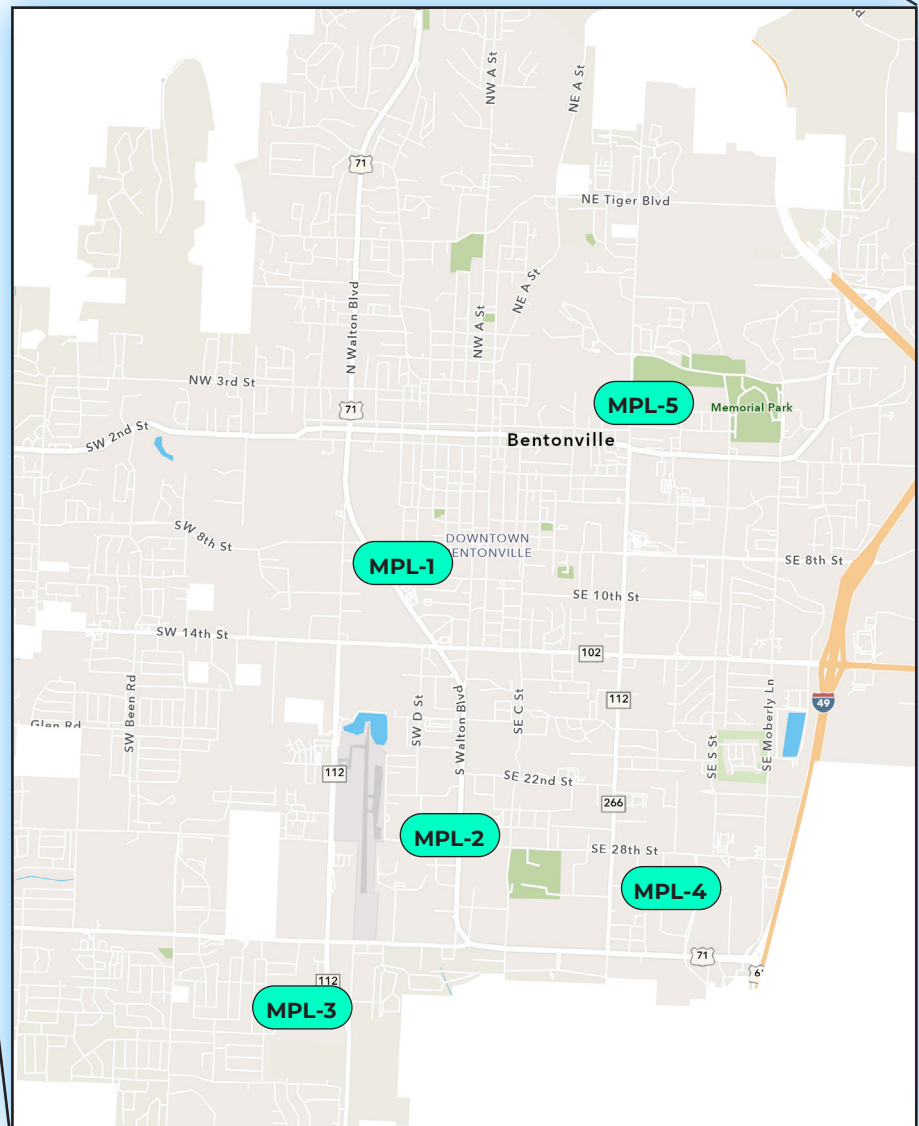 NW A St
NE A St
71
NE Tiger Blvd
N Walton Blvd
NE A St
NW A St
NW 3rd St
71
MPL-5
Memorial Park
SW 2nd St
Bentonville
SW 8th St
DOWNTOWN
ENTONVILLE
MPL-1
SE 8th St
SE 10th St
SW 14th St
102
SW Been Rd
Glen Rd
SW D St
S Walton Blvd
SE C St
112
49
SE S St
SE Moberly Ln
112
SE 22nd St
266
MPL-2
SE 28th St
MPL-4
71
112
MPL-3